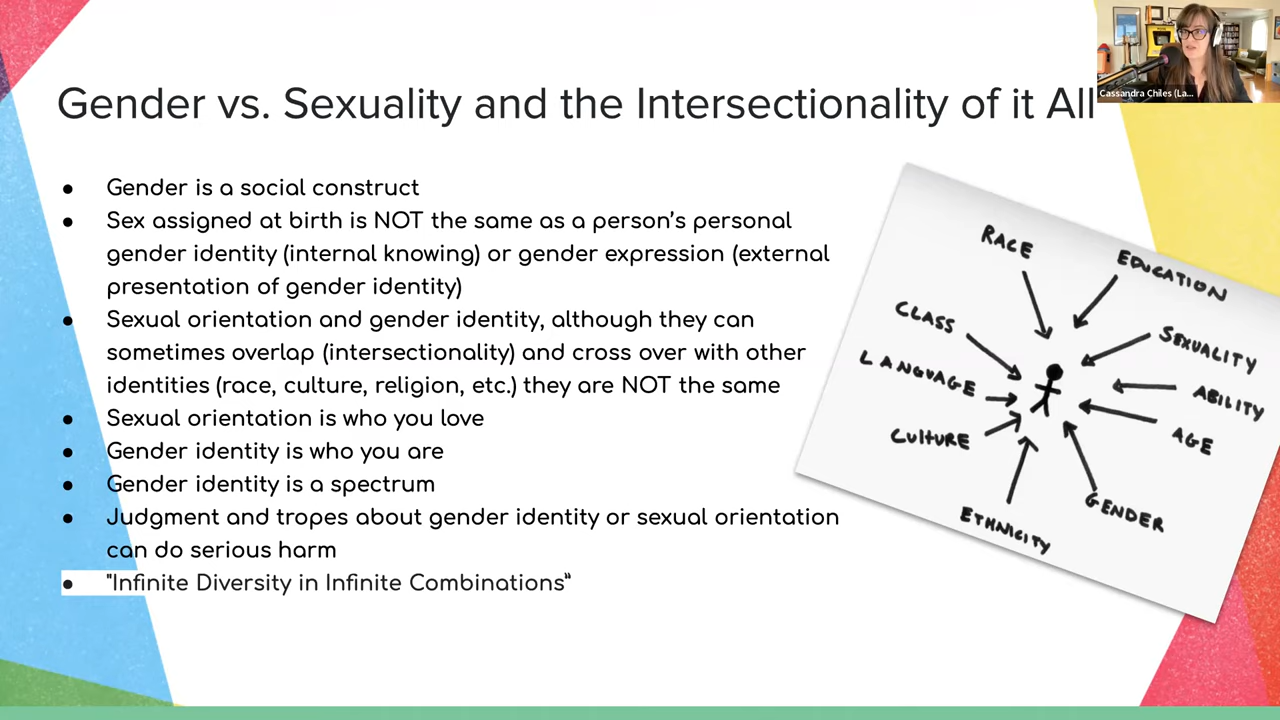 Cassandra Chiles (La...
Gender vs. Sexuality and the Intersectionality of it All
● Gender is a social construct
● Sex assigned at birth is NOT the same as a person's personal
gender identity (internal knowing) or gender expression (external
presentation of gender identity)
● Sexual orientation and gender identity, although they can
sometimes overlap (intersectionality) and cross over with other
identities (race, culture, religion, etc.) they are NOT the same
● Sexual orientation is who you love
● Gender identity is who you are
● Gender identity is a spectrum
● Judgment and tropes about gender identity or sexual orientation
can do serious harm
● "Infinite Diversity in Infinite Combinations”
RACE
EDUCATION
CLASS
SEXUALITY
LANGUAGE
ABILITY
CULTURE
AGE
GENDER
ETHNICITY